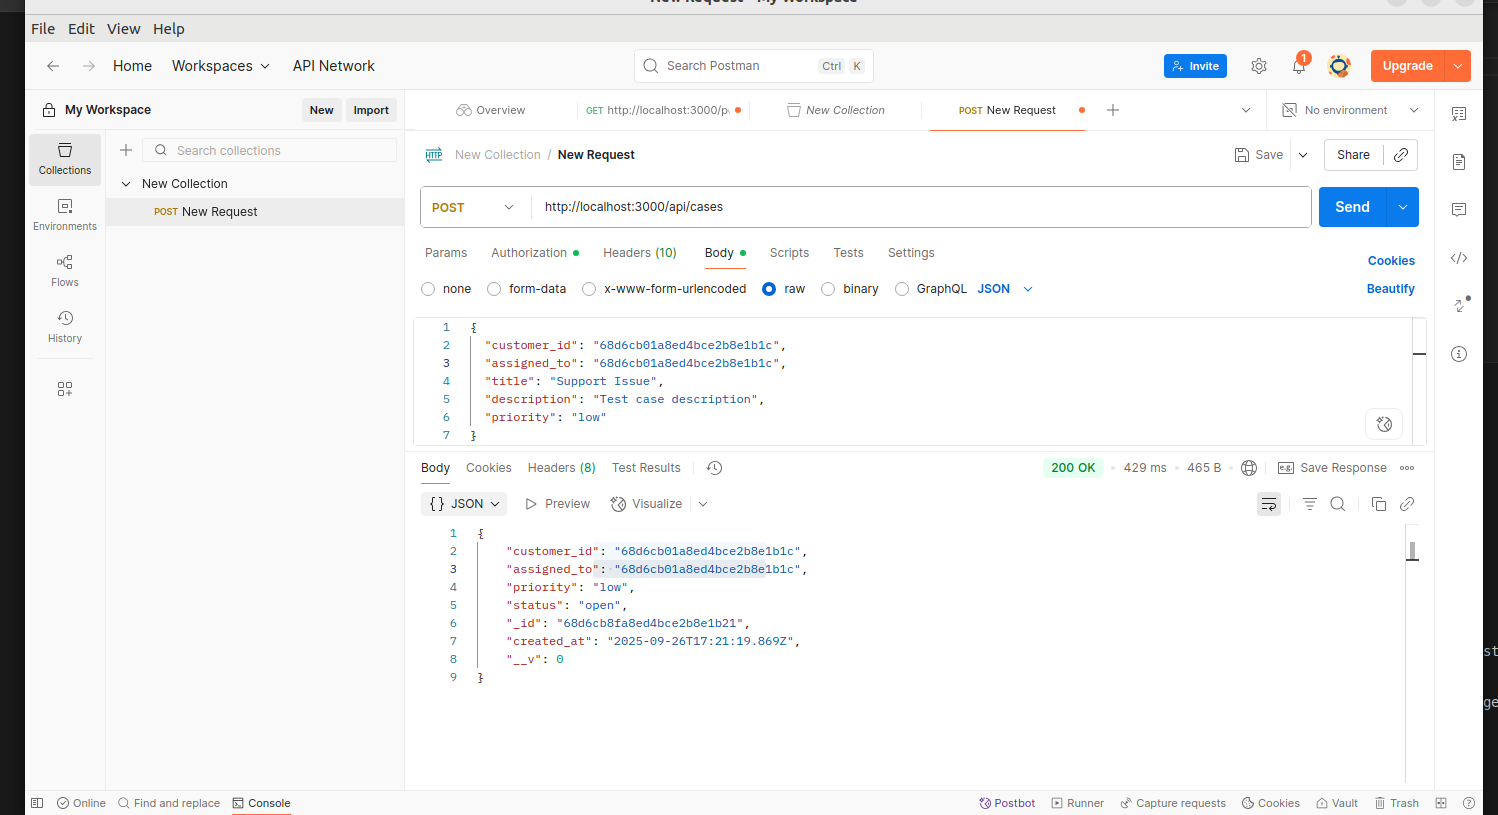 New Request - My Workspace
File Edit View Help
Home Workspaces API Network Search Postman Ctrl K Invite 1 Upgrade
My Workspace New Import Overview GET http://localhost:3000/p New Collection POST New Request No environment
Search collections
Collections
New Collection / New Request Save Share
HTTP
New Collection
POST New Request
POST http://localhost:3000/api/cases Send
Environments
Flows
History
Params Authorization Headers (10) Body Scripts Tests Settings Cookies
none form-data x-www-form-urlencoded raw binary GraphQL JSON Beautify
1 {
2 "customer_id": "68d6cb01a8ed4bce2b8e1b1c",
3 "assigned_to": "68d6cb01a8ed4bce2b8e1b1c",
4 "title": "Support Issue",
5 "description": "Test case description",
6 "priority": "low"
7 }
Body Cookies Headers (8) Test Results 200 OK 429 ms 465 B e.g. Save Response
{} JSON Preview Visualize
1 {
2 "customer_id": "68d6cb01a8ed4bce2b8e1b1c",
3 "assigned_to": "68d6cb01a8ed4bce2b8e1b1c",
4 "priority": "low",
5 "status": "open",
6 "_id": "68d6cb8fa8ed4bce2b8e1b21",
7 "created_at": "2025-09-26T17:21:19.869Z",
8 "__v": 0
9 }
st
ge
Online Find and replace Console Postbot Runner Capture requests Cookies Vault Trash